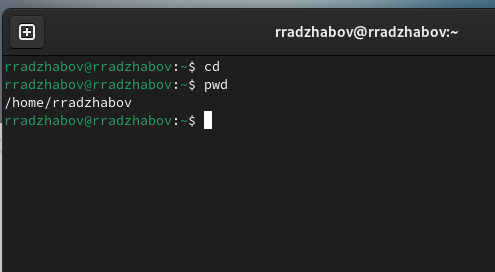 rradzhabov@rradzhabov:~
rradzhabov@rradzhabov:~$ cd
rradzhabov@rradzhabov:~$ pwd
/home/rradzhabov
rradzhabov@rradzhabov:~$